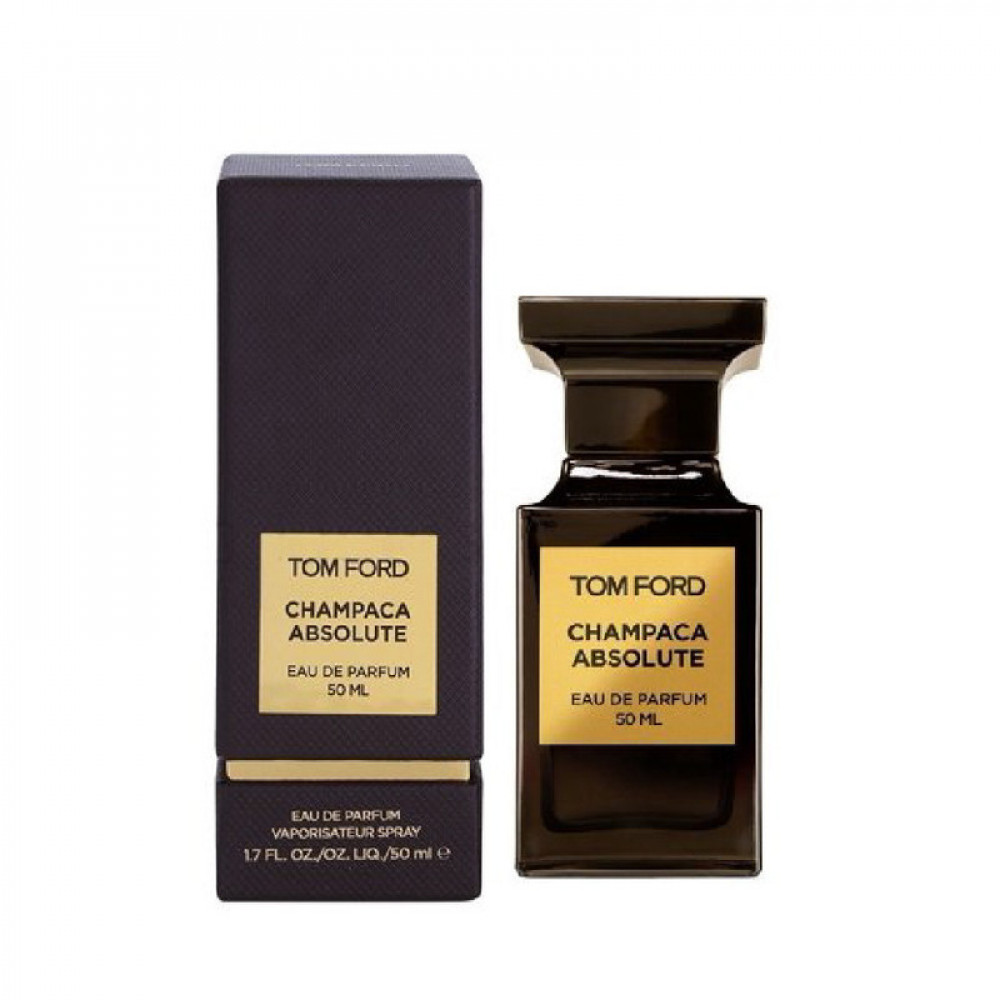 TOM FORD
CHAMPACA
ABSOLUTE
EAU DE PARFUM
50 ML
EAU DE PARFUM
VAPORISATEUR SPRAY
1.7 FL. OZ./OZ. LIQ./50 ml ℮
TOM FORD
CHAMPACA
ABSOLUTE
EAU DE PARFUM
50 ML